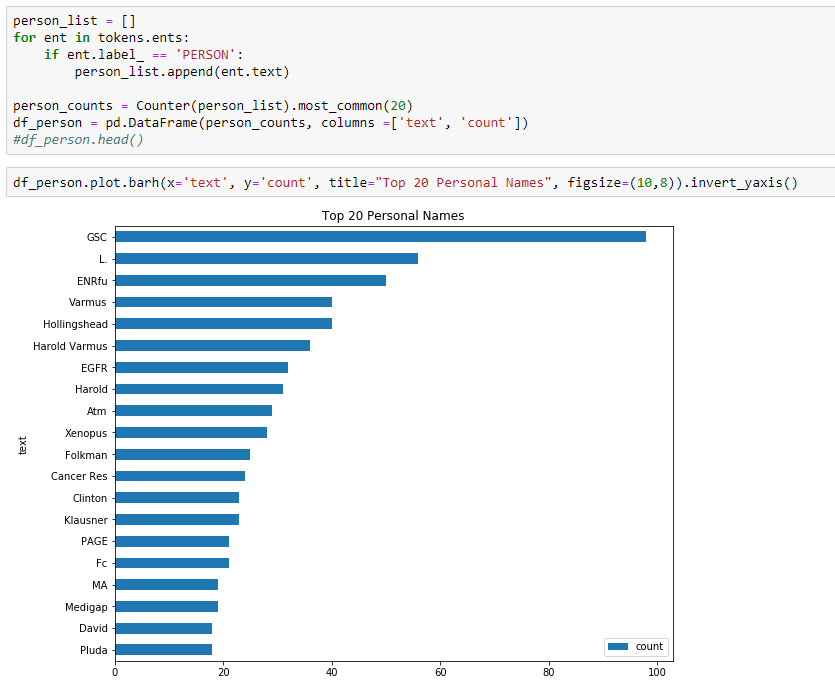 person_list = []
for ent in tokens.ents:
    if ent.label_ == 'PERSON':
        person_list.append(ent.text)

person_counts = Counter(person_list).most_common(20)
df_person = pd.DataFrame(person_counts, columns =['text', 'count'])
#df_person.head()
df_person.plot.barh(x='text', y='count', title="Top 20 Personal Names", figsize=(10,8)).invert_yaxis()
Top 20 Personal Names
GSC
L.
ENRfu
Varmus
Hollingshead
Harold Varmus
EGFR
Harold
Atm
Xenopus
text
Folkman
Cancer Res
Clinton
Klausner
PAGE
Fc
MA
Medigap
David
Pluda
count
0 20 40 60 80 100